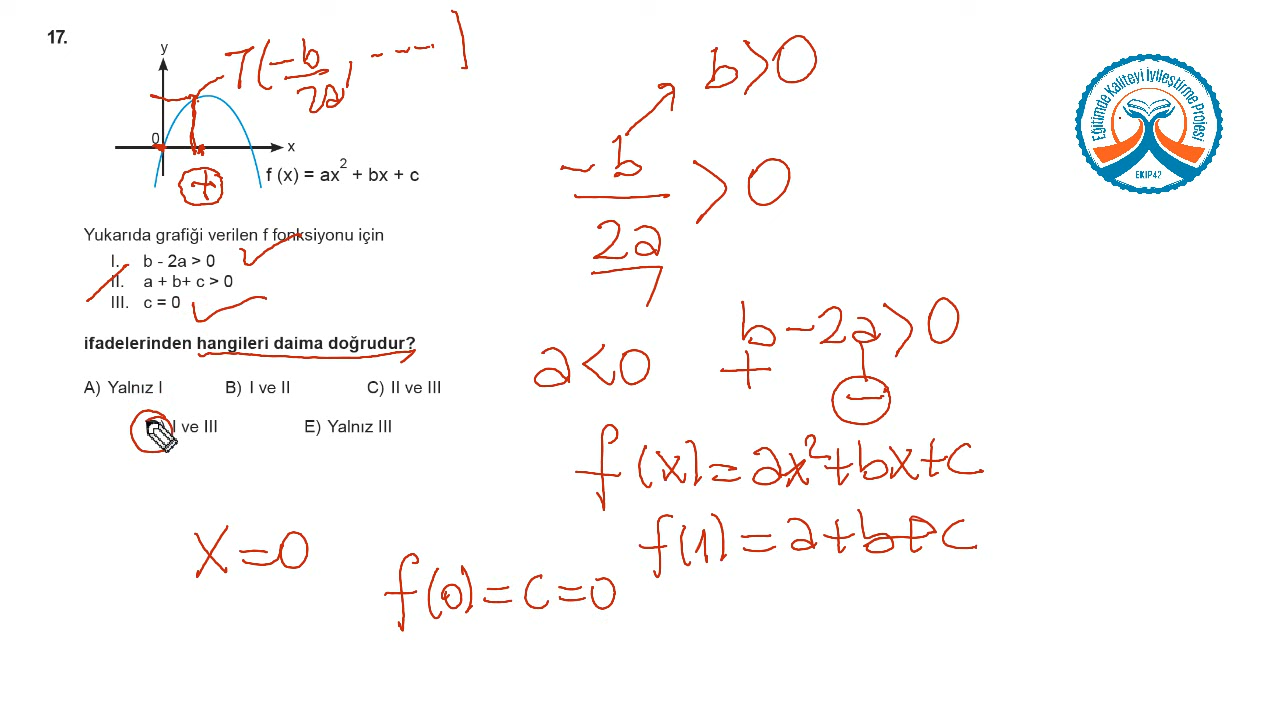 17.
y
T(-b/2a, ----)
b>0
0
x
+
f (x) = ax² + bx + c
-b/2a > 0
Eğitimde Kaliteyi İyileştirme Projesi
EKİP42
Yukarıda grafiği verilen f fonksiyonu için
I. b - 2a > 0
II. a + b+ c > 0
III. c = 0
ifadelerinden hangileri daima doğrudur?
a<0
b-2a>0
+ -
A) Yalnız I B) I ve II C) II ve III
I ve III E) Yalnız III
f(x)=ax²+bx+c
f(1)=a+b+c
x=0
f(0)=c=0